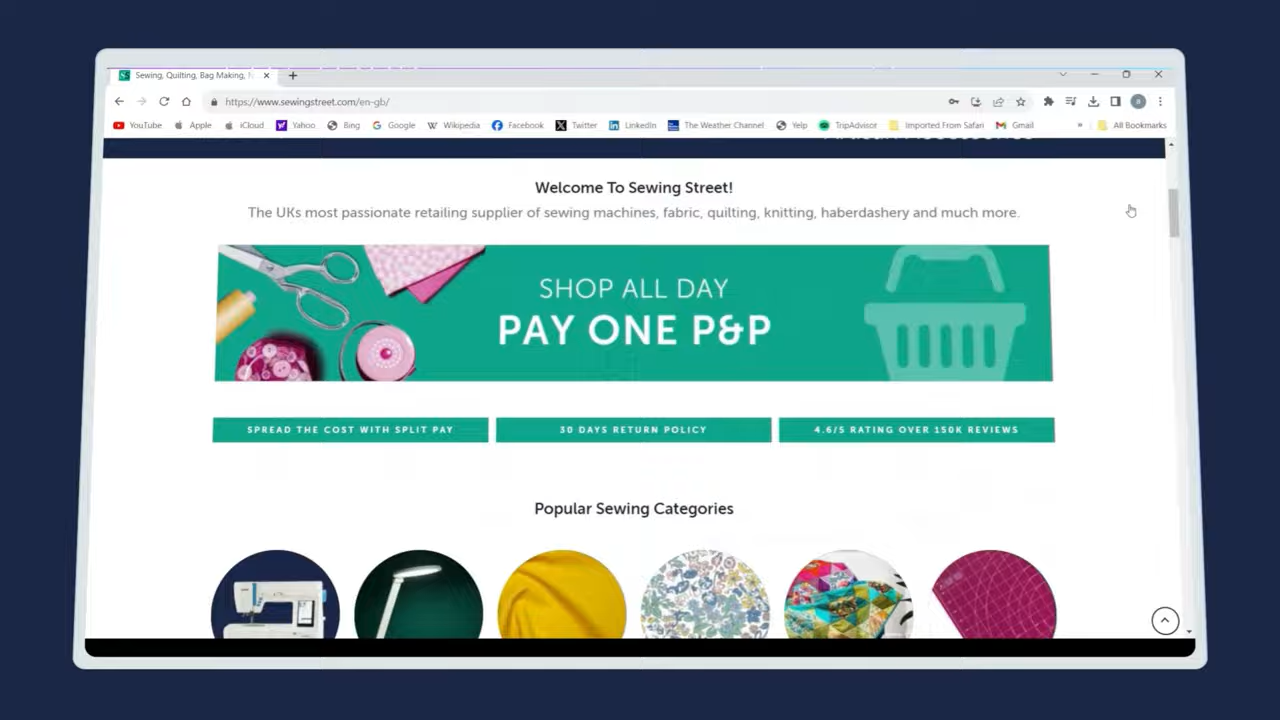 Sewing, Quilting, Bag Making,
https://www.sewingstreet.com/en-gb/
YouTube Apple iCloud Yahoo Bing Google Wikipedia Facebook Twitter LinkedIn The Weather Channel Yelp TripAdvisor Imported From Safari Gmail » All Bookmarks
Welcome To Sewing Street!
The UKs most passionate retailing supplier of sewing machines, fabric, quilting, knitting, haberdashery and much more.
SHOP ALL DAY
PAY ONE P&P
SPREAD THE COST WITH SPLIT PAY
30 DAYS RETURN POLICY
4.6/5 RATING OVER 150K REVIEWS
Popular Sewing Categories